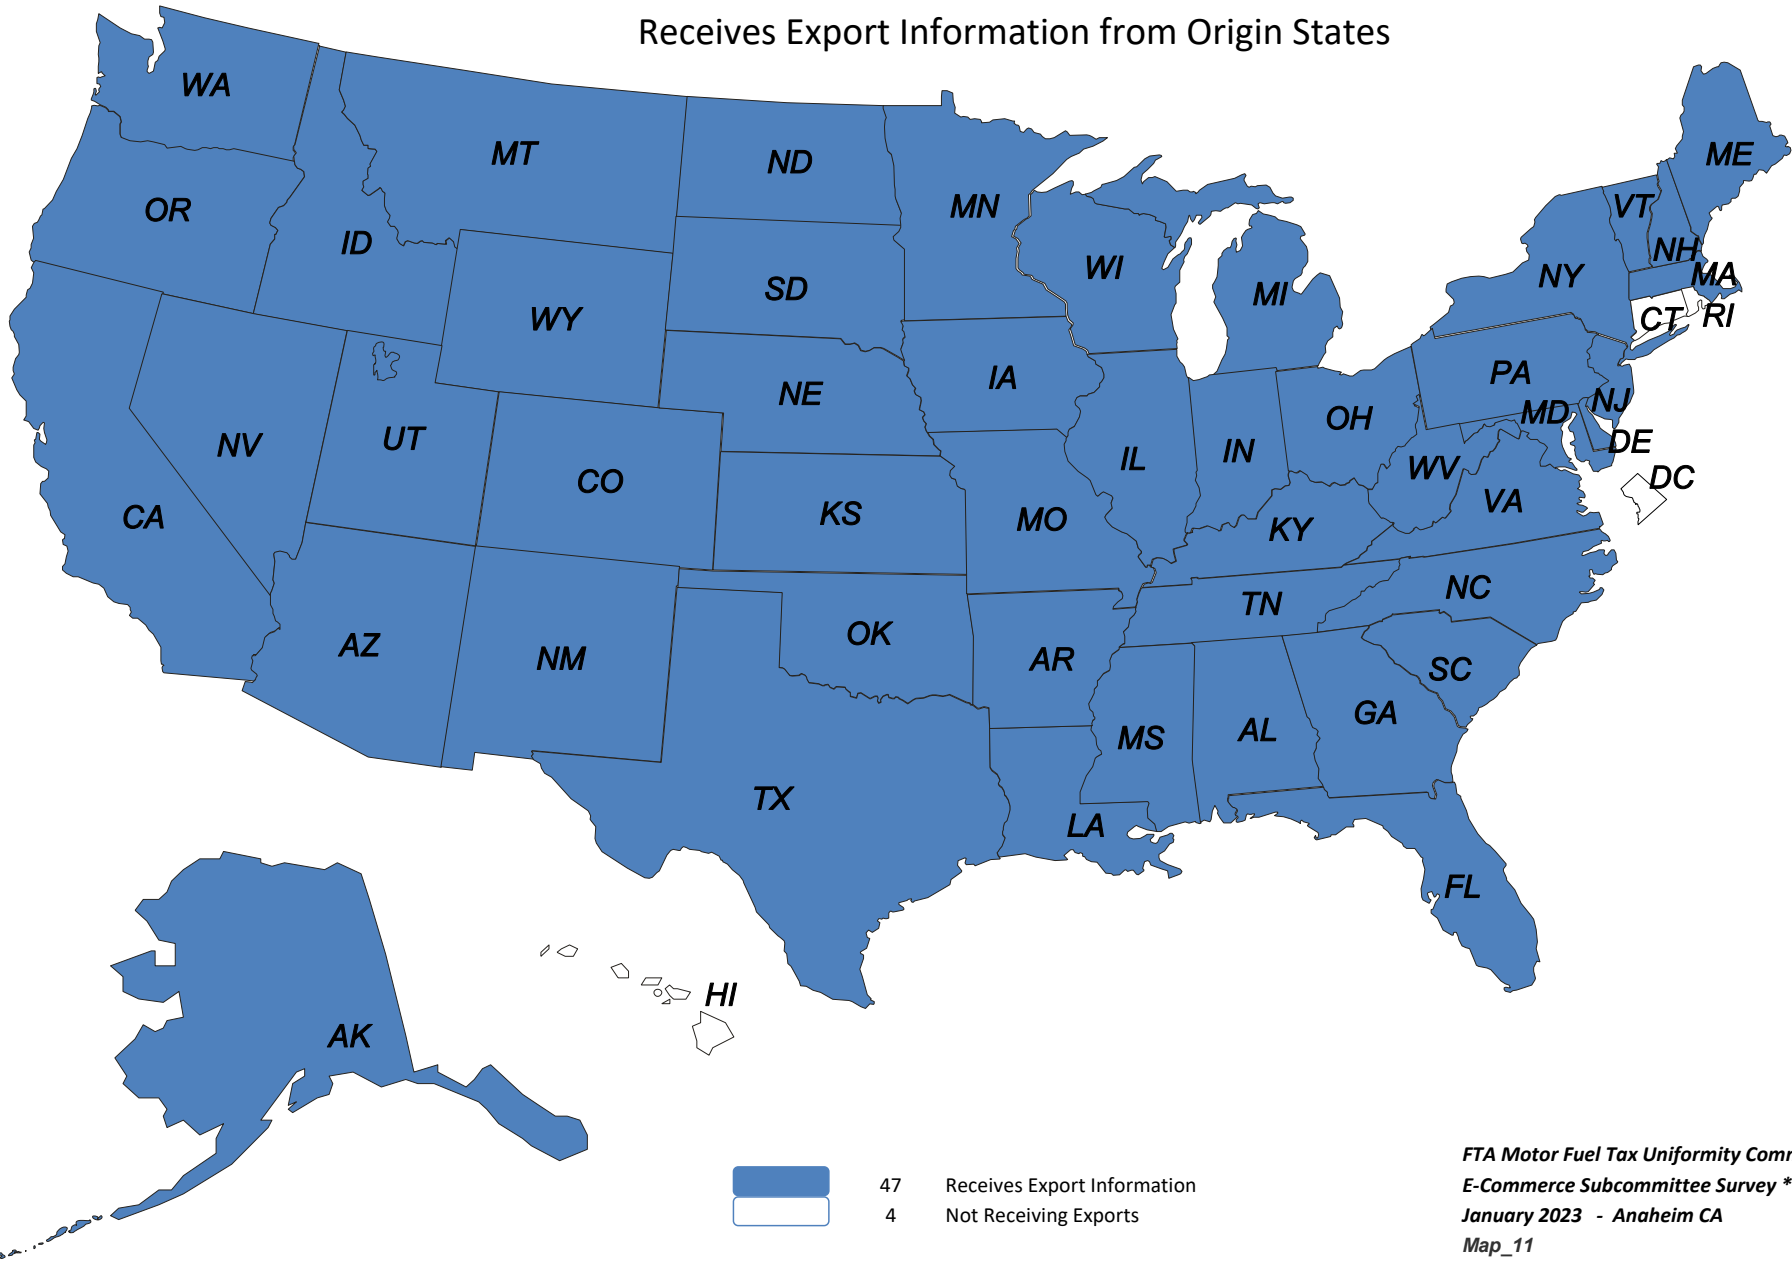 Receives Export Information from Origin States
WA
MT
ND
MN
ME
OR
ID
SD
WI
MI
VT
NH
NY
MA
WY
CT
RI
NE
IA
PA
NJ
NV
UT
CO
IL
IN
OH
MD
DE
WV
DC
CA
KS
MO
KY
VA
AZ
NM
OK
AR
TN
NC
SC
TX
MS
AL
GA
LA
FL
AK
HI
47 Receives Export Information
4 Not Receiving Exports
FTA Motor Fuel Tax Uniformity
E-Commerce Subcommittee Survey *
January 2023 - Anaheim CA
Map_11